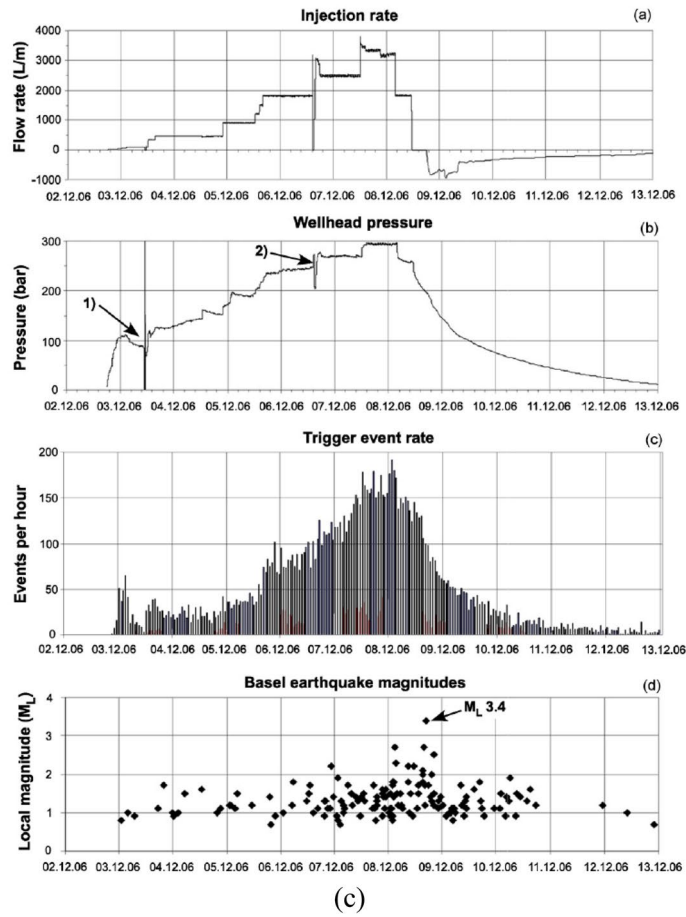 Injection rate
(a)
Flow rate (L/m)
4000
3000
2000
1000
0
-1000
02.12.06 03.12.06 04.12.06 05.12.06 06.12.06 07.12.06 08.12.06 09.12.06 10.12.06 11.12.06 12.12.06 13.12.06
Wellhead pressure
(b)
Pressure (bar)
300
200
100
0
1)
2)
02.12.06 03.12.06 04.12.06 05.12.06 06.12.06 07.12.06 08.12.06 09.12.06 10.12.06 11.12.06 12.12.06 13.12.06
Trigger event rate
(c)
Events per hour
200
150
100
50
0
02.12.06 03.12.06 04.12.06 05.12.06 06.12.06 07.12.06 08.12.06 09.12.06 10.12.06 11.12.06 12.12.06 13.12.06
Basel earthquake magnitudes
(d)
Local magnitude (ML)
4
3
2
1
0
ML 3.4
02.12.06 03.12.06 04.12.06 05.12.06 06.12.06 07.12.06 08.12.06 09.12.06 10.12.06 11.12.06 12.12.06 13.12.06
(c)